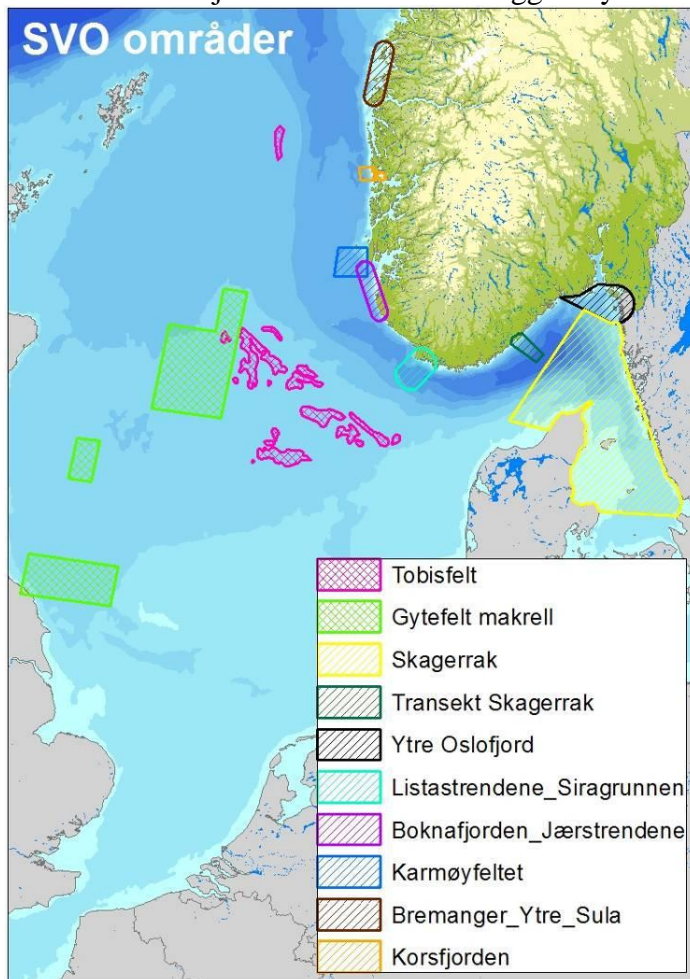 SVO områder
Tobisfelt
Gytefelt makrell
Skagerrak
Transekt Skagerrak
Ytre Oslofjord
Listastrendene_Siragrunnen
Boknafjorden_Jærstrendene
Karmøyfeltet
Bremanger_Ytre_Sula
Korsfjorden